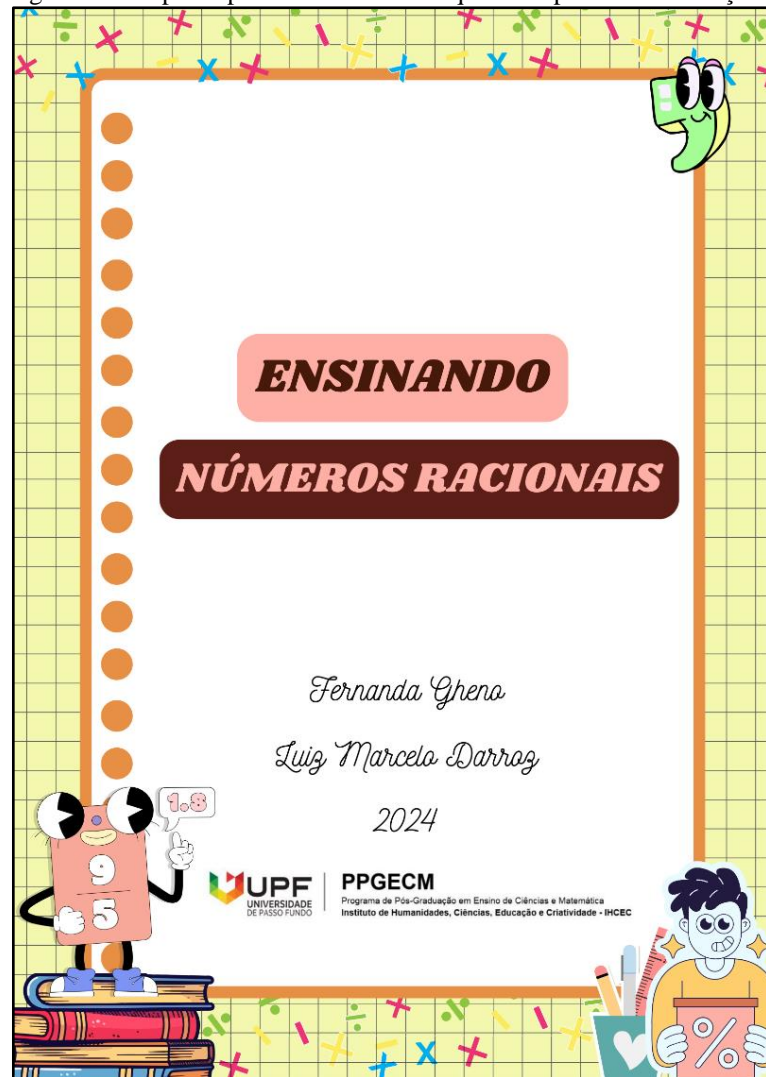 ENSINANDO
NÚMEROS RACIONAIS
Fernanda Gheno
Luiz Marcelo Darroz
2024
1.8
9
5
UPF
UNIVERSIDADE
DE PASSO FUNDO
PPGECM
Programa de Pós-Graduação em Ensino de Ciências e Matemática
Instituto de Humanidades, Ciências, Educação e Criatividade - IHCEC
%